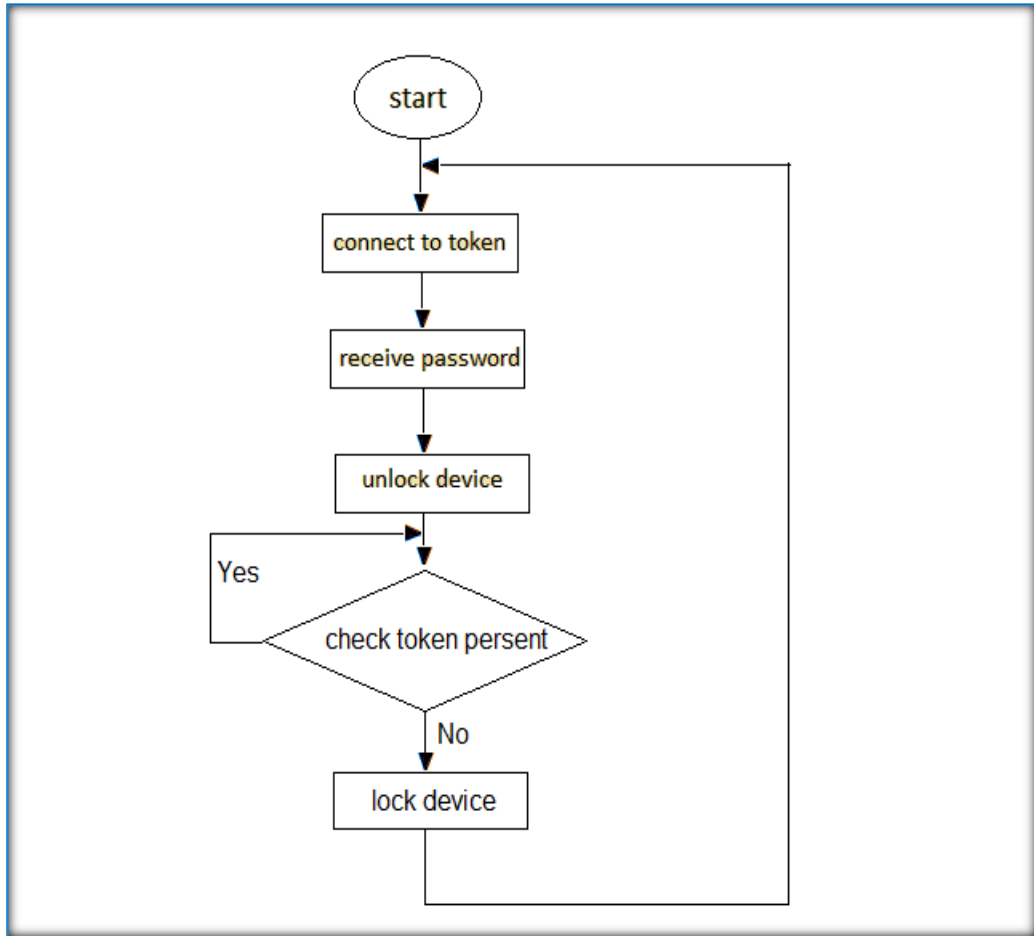 start
connect to token
receive password
unlock device
Yes
check token persent
No
lock device